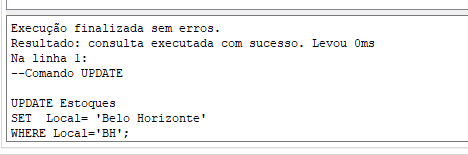 Execução finalizada sem erros.
Resultado: consulta executada com sucesso. Levou 0ms
Na linha 1:
--Comando UPDATE

UPDATE Estoques
SET  Local= 'Belo Horizonte'
WHERE Local='BH';